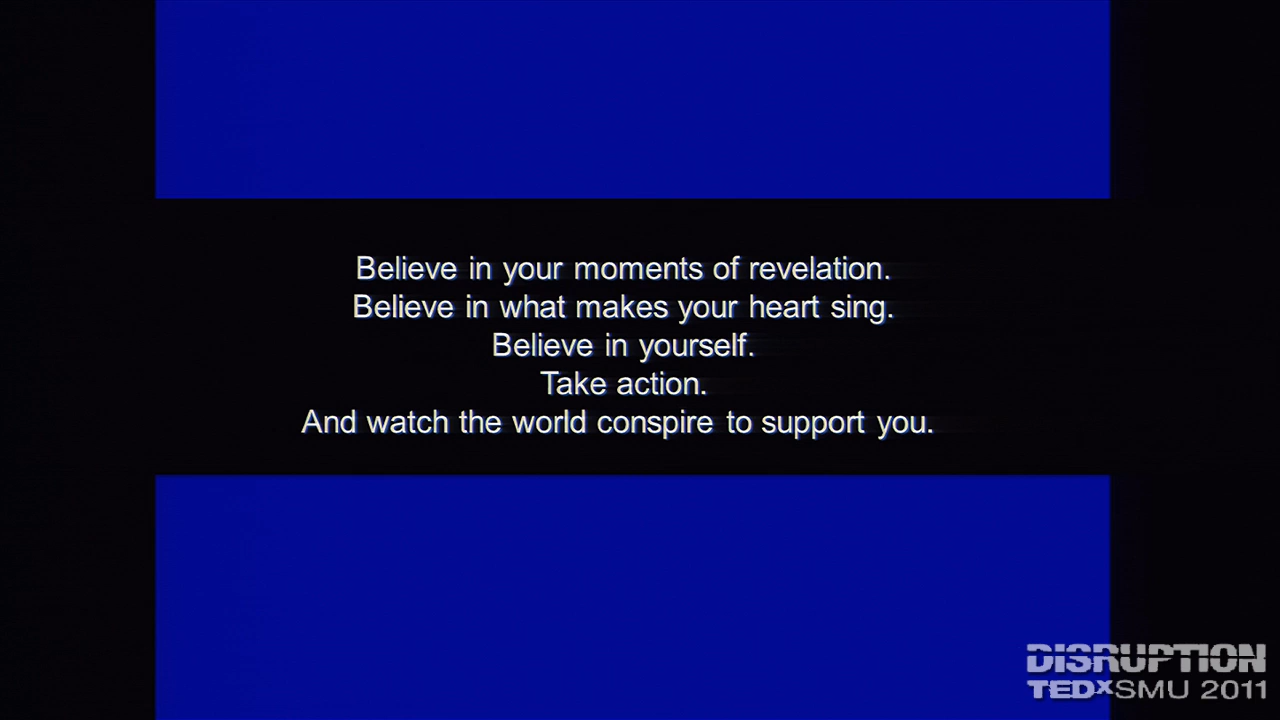 Believe in your moments of revelation.
Believe in what makes your heart sing.
Believe in yourself.
Take action.
And watch the world conspire to support you.
DISRUPTION
TEDxSMU 2011